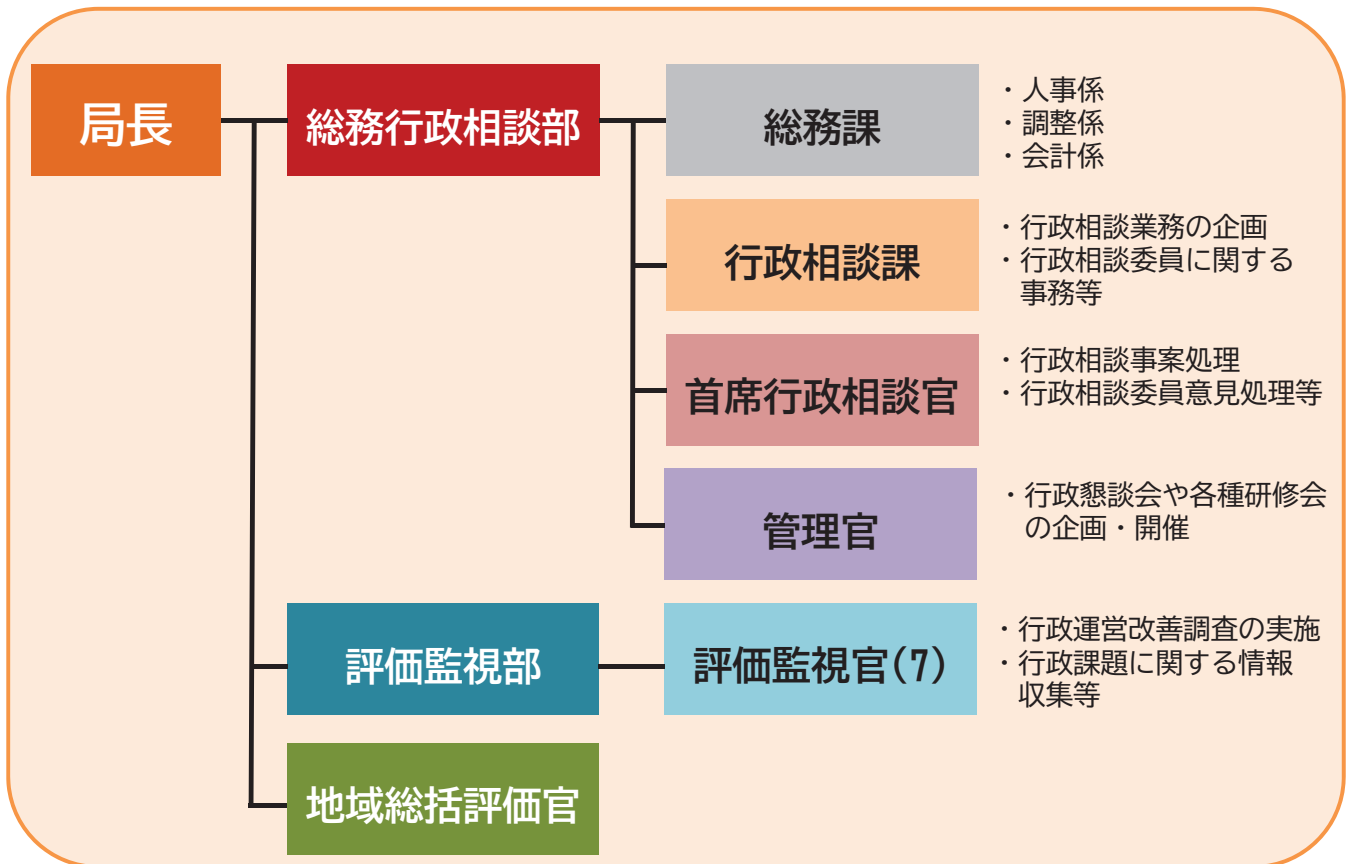 局長
総務行政相談部
総務課
・人事係
・調整係
・会計係
行政相談課
・行政相談業務の企画
・行政相談委員に関する
事務等
首席行政相談官
・行政相談事案処理
・行政相談委員意見処理等
管理官
・行政懇談会や各種研修会
の企画・開催
評価監視部
評価監視官(7)
・行政運営改善調査の実施
・行政課題に関する情報
収集等
地域総括評価官